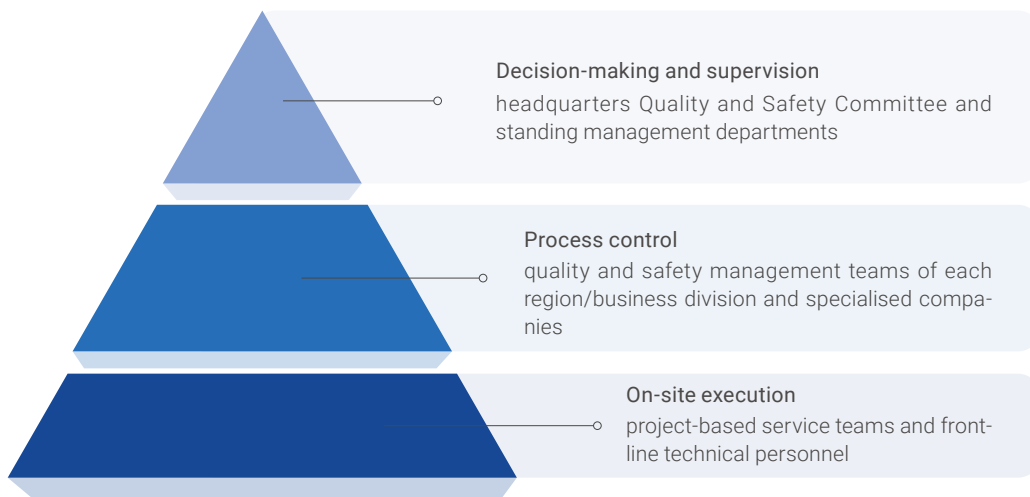 Decision-making and supervision
headquarters Quality and Safety Committee and
standing management departments
Process control
quality and safety management teams of each
region/business division and specialised compa-
nies
On-site execution
project-based service teams and front-
line technical personnel